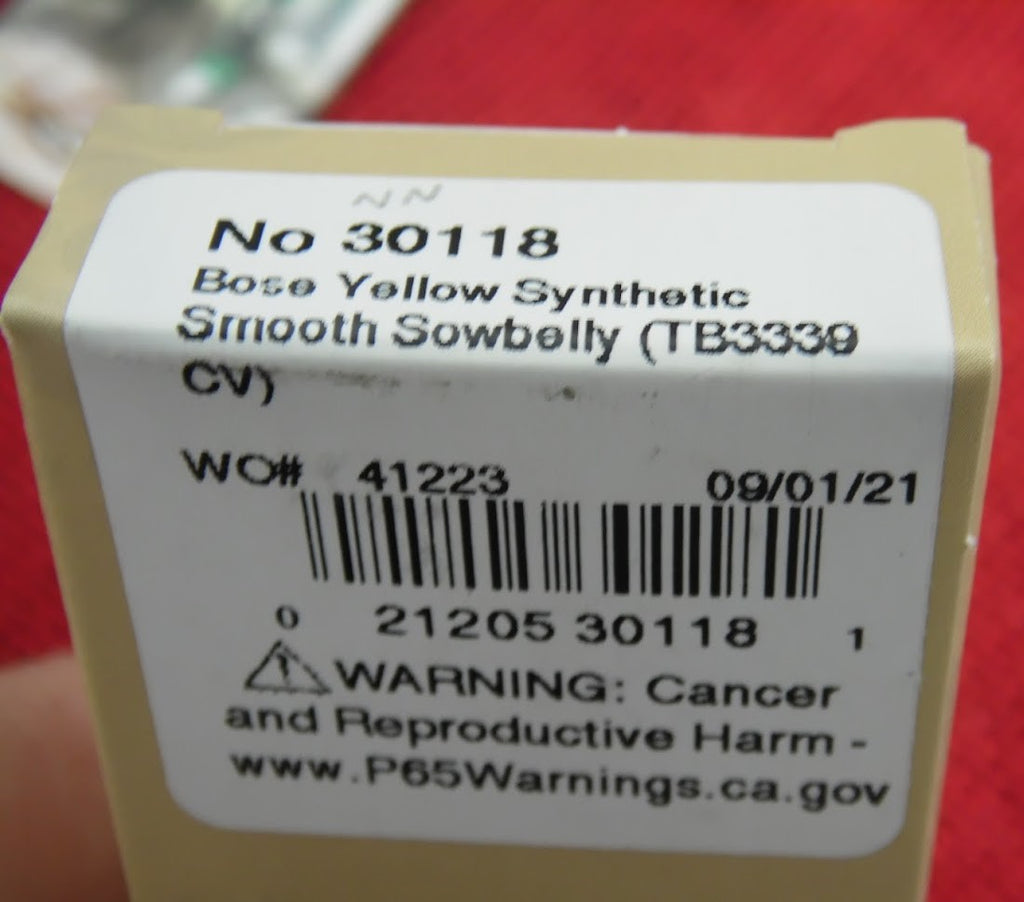 NN
No 30118
Bose Yellow Synthetic
Smooth Sowbelly (TB3339
CV)
WO# 41223 09/01/21
0 21205 30118 1
WARNING: Cancer
and Reproductive Harm -
www.P65Warnings.ca.gov